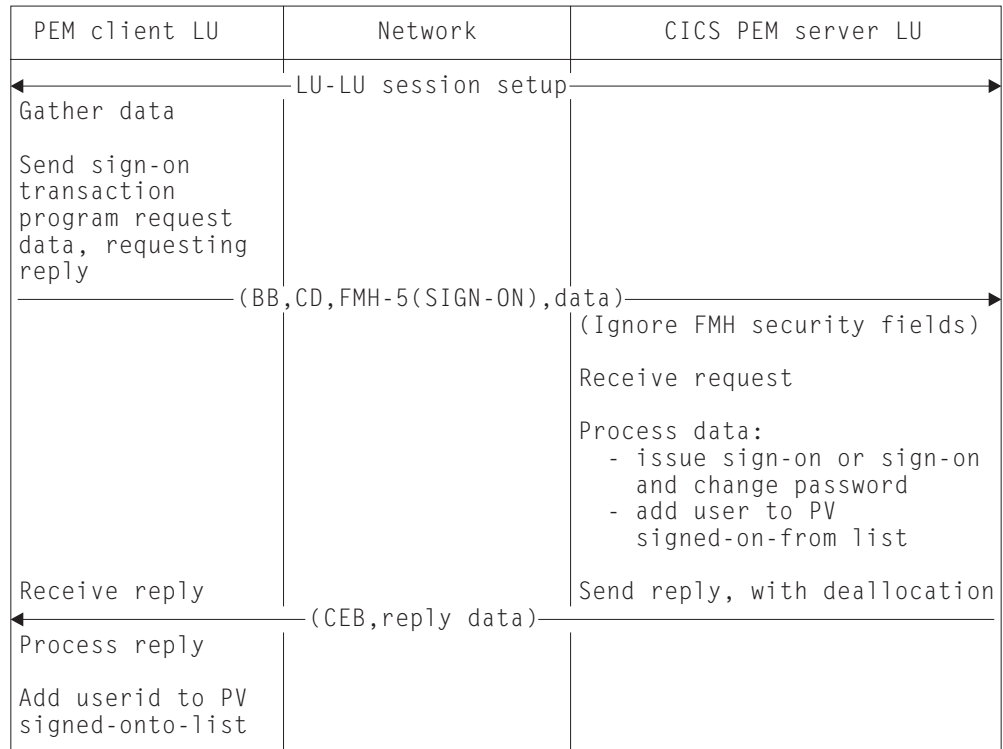 PEM client LU Network CICS PEM server LU
LU-LU session setup
Gather data
Send sign-on
transaction
program request
data, requesting
reply
(BB,CD,FMH-5(SIGN-ON),data)
(Ignore FMH security fields)
Receive request
Process data:
- issue sign-on or sign-on
and change password
- add user to PV
signed-on-from list
Receive reply Send reply, with deallocation
(CEB,reply data)
Process reply
Add userid to PV
signed-onto-list